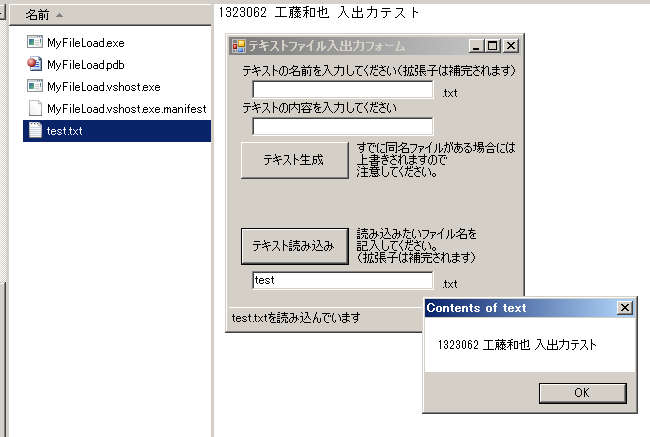 名前
MyFileLoad.exe
MyFileLoad.pdb
MyFileLoad.vshost.exe
MyFileLoad.vshost.exe.manifest
test.txt
1323062 工藤和也 入出力テスト
テキストファイル入出力フォーム
テキストの名前を入力してください(拡張子は補完されます)
.txt
テキストの内容を入力してください
テキスト生成
すでに同名ファイルがある場合には
上書きされますので
注意してください。
テキスト読み込み
読み込みたいファイル名を
記入してください。
(拡張子は補完されます)
test
.txt
test.txtを読み込んでいます
Contents of text
1323062 工藤和也 入出力テスト
OK